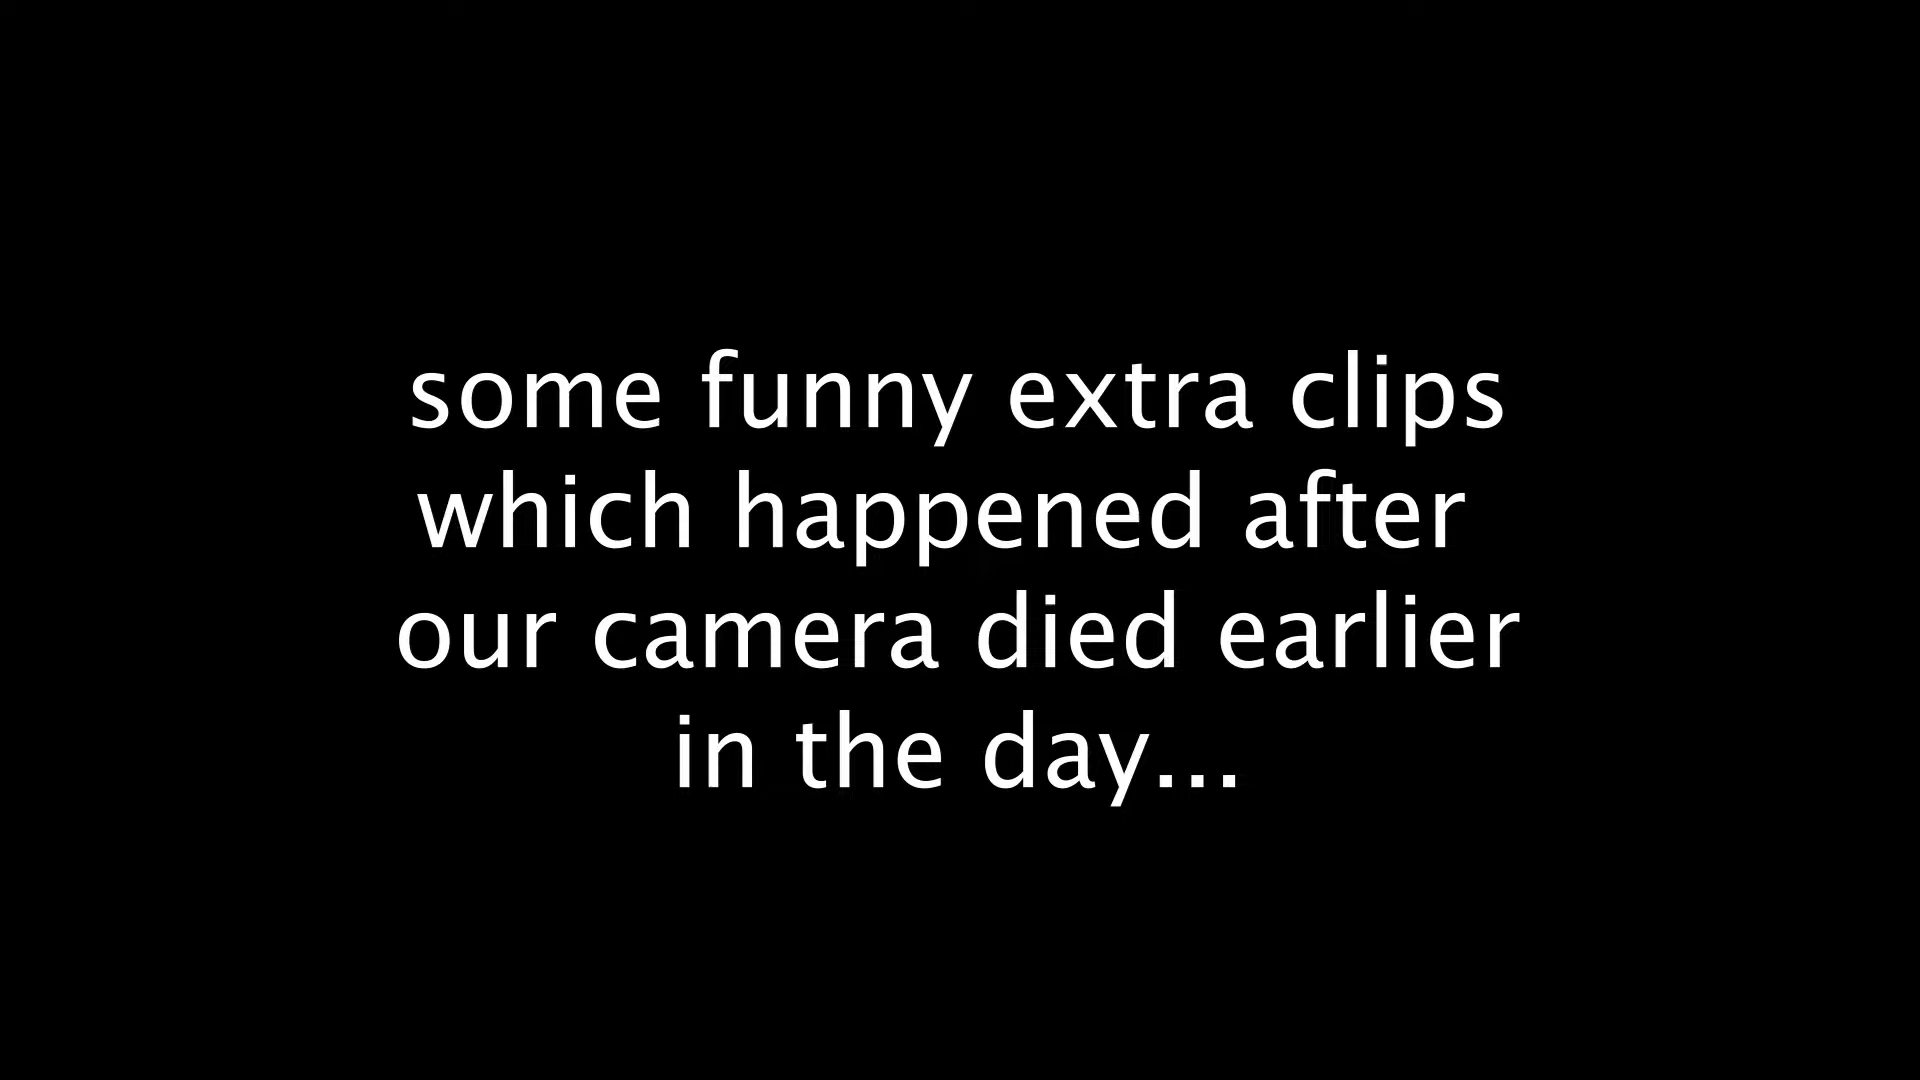 some funny extra clips
which happened after
our camera died earlier
in the day...